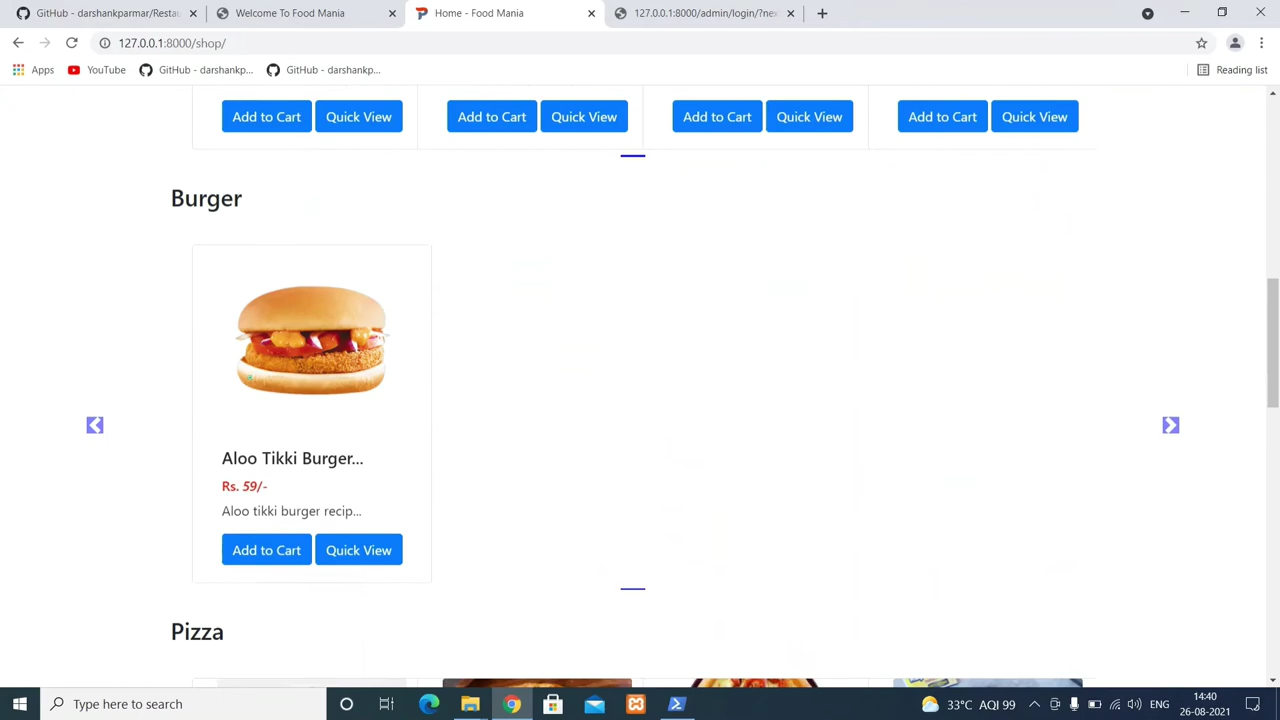 GitHub - darshankparmar/Restau
Welcome To Food Mania
Home - Food Mania
127.0.0.1:8000/admin/login/?ne
127.0.0.1:8000/shop/
Apps
YouTube
GitHub - darshankp...
GitHub - darshankp...
Reading list
Add to Cart Quick View Add to Cart Quick View Add to Cart Quick View Add to Cart Quick View
Burger
Aloo Tikki Burger...
Rs. 59/-
Aloo tikki burger recip...
Add to Cart Quick View
Pizza
Type here to search
33°C AQI 99
ENG
14:40
26-08-2021